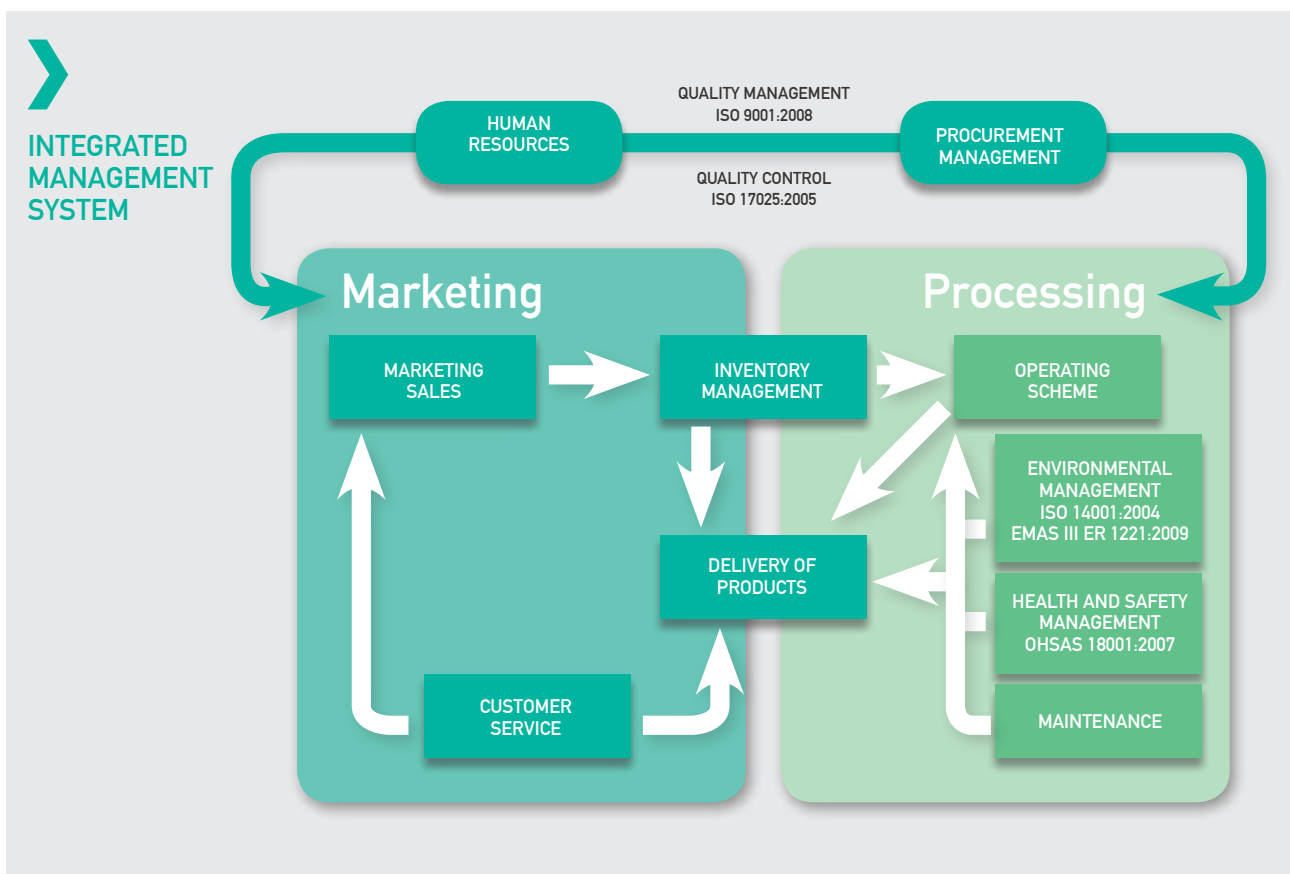 INTEGRATED
MANAGEMENT
SYSTEM
HUMAN
RESOURCES
QUALITY MANAGEMENT
ISO 9001:2008
QUALITY CONTROL
ISO 17025:2005
PROCUREMENT
MANAGEMENT
Marketing
Processing
MARKETING
SALES
INVENTORY
MANAGEMENT
OPERATING
SCHEME
ENVIRONMENTAL
MANAGEMENT
ISO 14001:2004
EMAS III ER 1221:2009
DELIVERY OF
PRODUCTS
HEALTH AND SAFETY
MANAGEMENT
OHSAS 18001:2007
CUSTOMER
SERVICE
MAINTENANCE